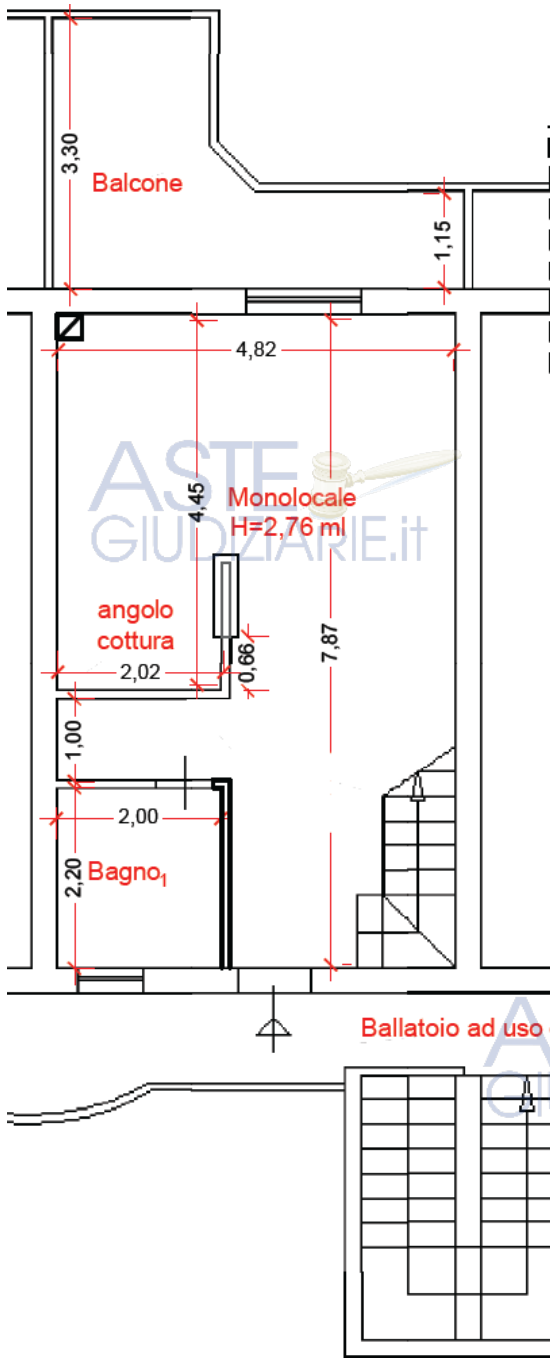 3,30
Balcone
1,15
4,82
ASTE
GIUDIZIARIE.it
4,45
Monolocale
H=2,76 ml
angolo
cottura
7,87
0,66
2,02
1,00
2,00
2,20
Bagno1
Ballatoio ad uso